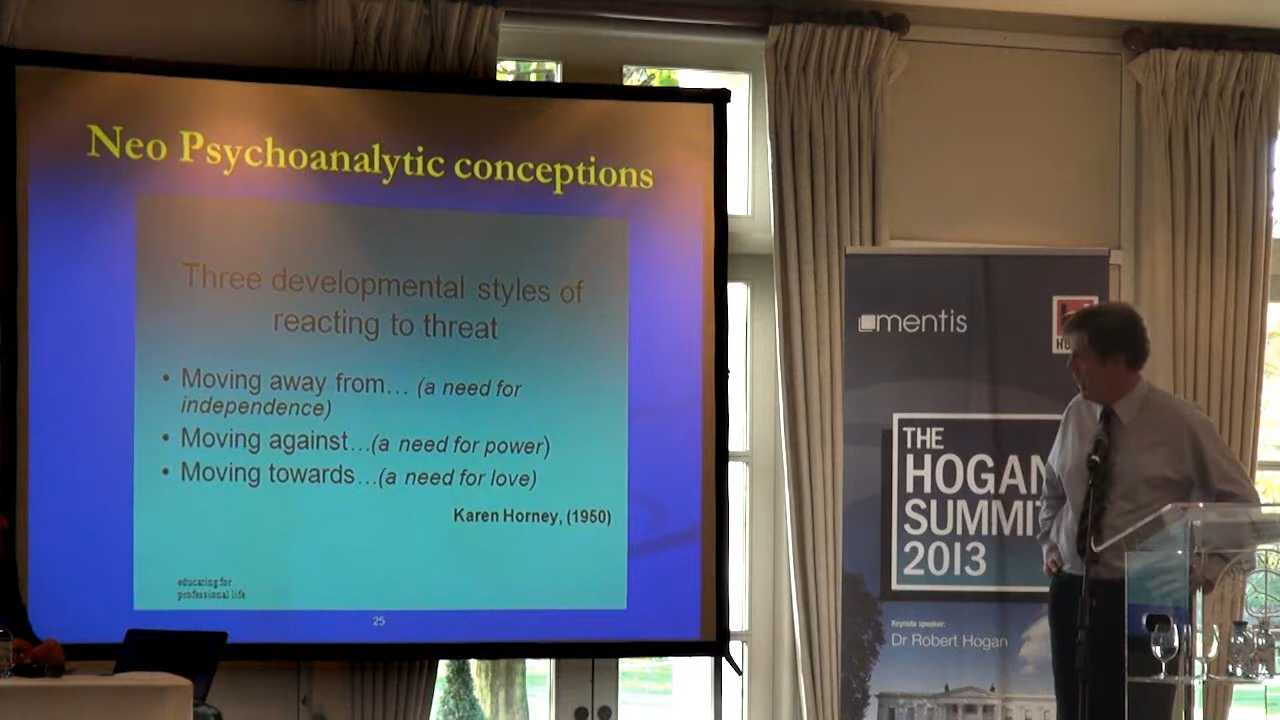 Neo Psychoanalytic conceptions
Three developmental styles of
reacting to threat
• Moving away from… (a need for
independence)
• Moving against…(a need for power)
• Moving towards…(a need for love)
Karen Horney, (1950)
educating for
professional life
25
mentis
THE
HOGAN
SUMMIT
2013
Keynote speaker:
Dr Robert Hogan